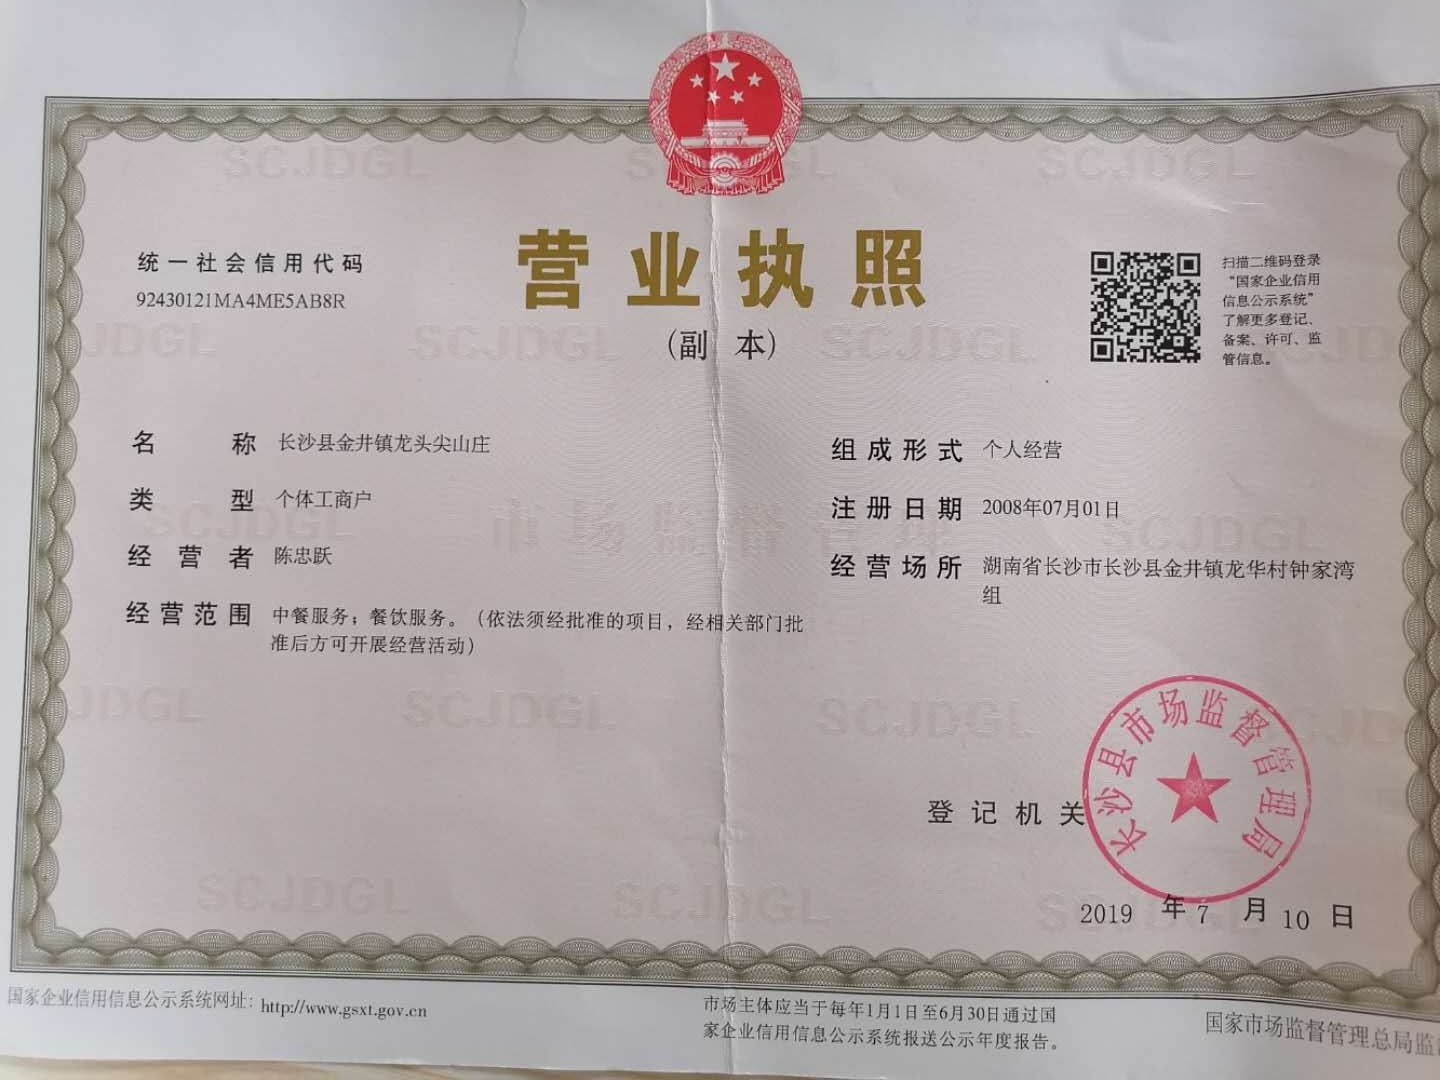 统一社会信用代码
92430121MA4ME5AB8R
营业执照
(副 本)
扫描二维码登录
“国家企业信用
信息公示系统”
了解更多登记、
备案、许可、监
管信息。
名 称 长沙县金井镇龙头尖山庄
类 型 个体工商户
经 营 者 陈忠跃
经 营 范 围 中餐服务；餐饮服务。（依法须经批准的项目，经相关部门批
准后方可开展经营活动）
组 成 形 式 个人经营
注 册 日 期 2008年07月01日
经 营 场 所 湖南省长沙市长沙县金井镇龙华村钟家湾
组
登 记 机 关
长沙县市场监督管理局
2019 年 7 月 10 日
国家企业信用信息公示系统网址：http://www.gsxt.gov.cn
市场主体应当于每年1月1日至6月30日通过国
家企业信用信息公示系统报送公示年度报告。
国家市场监督管理总局监
SCJDGL
市场监督管理